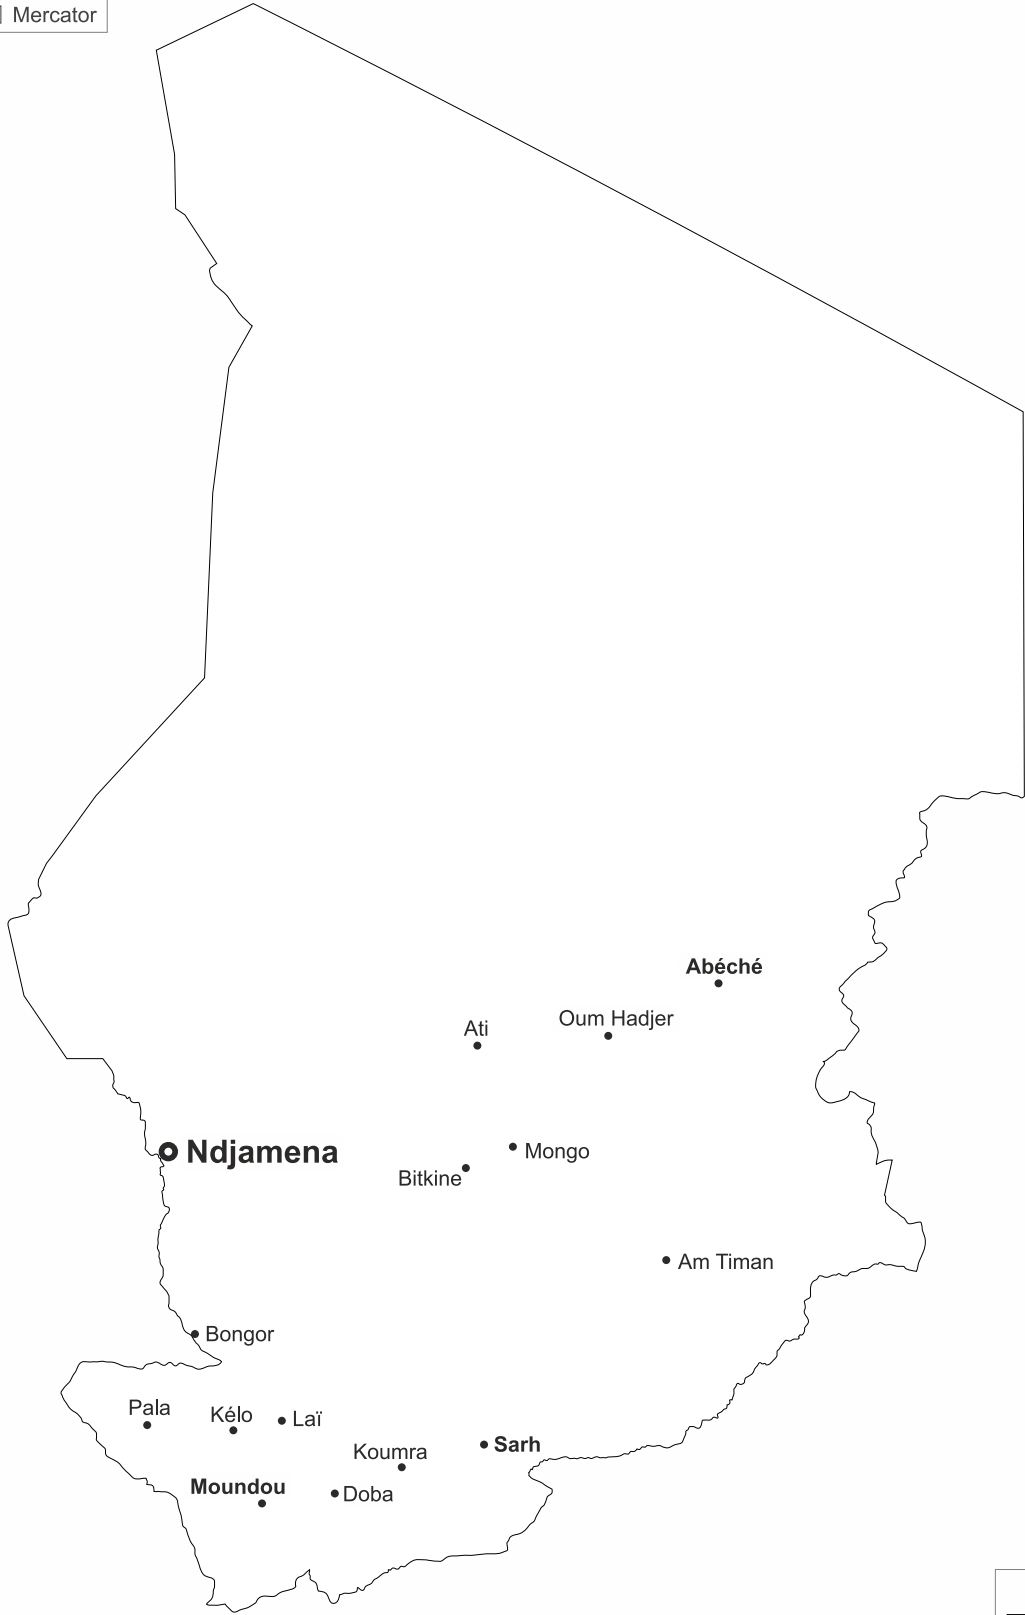 Mercator
Abéché
Oum Hadjer
Ati
Ndjamena
Mongo
Bitkine
Am Timan
Bongor
Pala
Kélo
Laï
Koumra
Sarh
Moundou
Doba